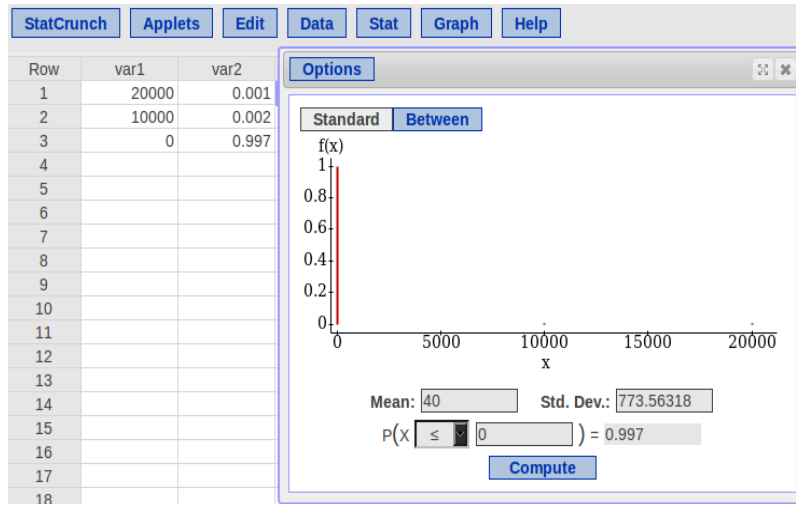 StatCrunch Applets Edit Data Stat Graph Help
Row var1 var2
1 20000 0.001
2 10000 0.002
3 0 0.997
4
5
6
7
8
9
10
11
12
13
14
15
16
17
18
Options
Standard Between
f(x)
1
0.8
0.6
0.4
0.2
0
0 5000 10000 15000 20000
x
Mean: 40 Std. Dev.: 773.56318
P(X ≤ 0 ) = 0.997
Compute